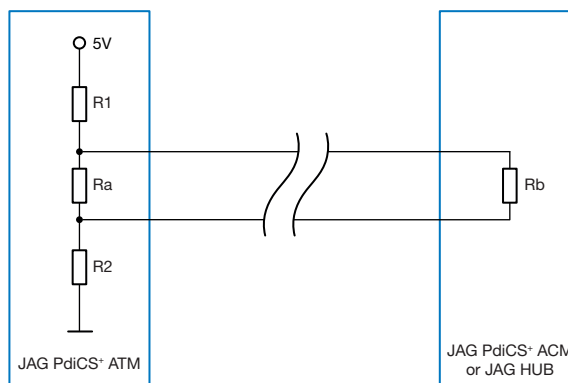 5V
R1
Ra
Rb
R2
JAG PdiCS⁺ ATM
JAG PdiCS⁺ ACM
or JAG HUB